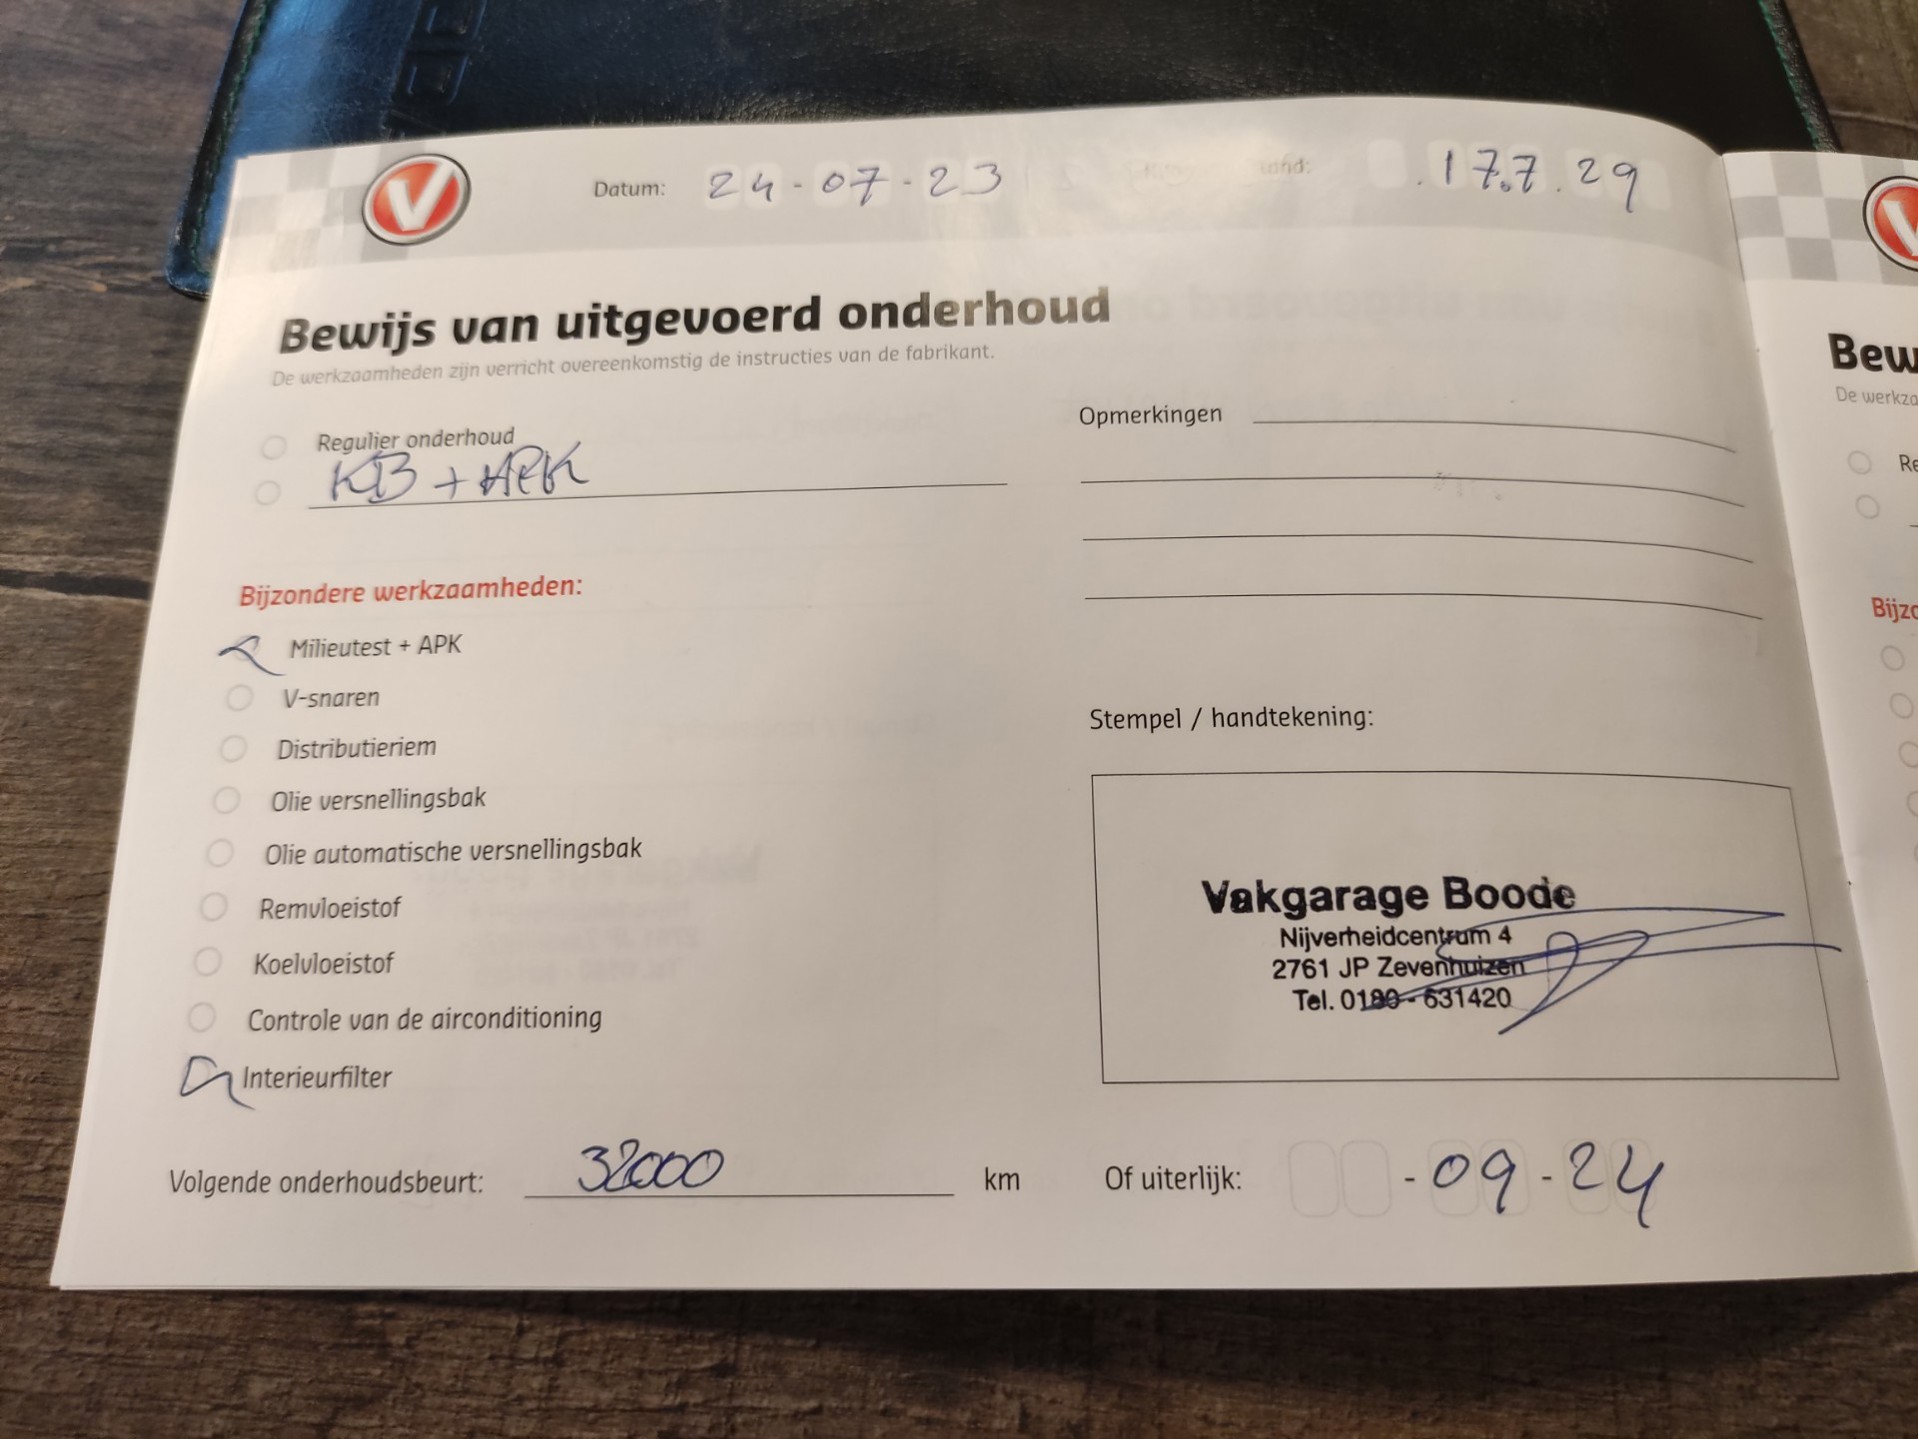 Datum: 24-07-23 .17.7.29
Bewijs van uitgevoerd onderhoud
De werkzaamheden zijn verricht overeenkomstig de instructies van de fabrikant.
Regulier onderhoud
KB + APK
Bijzondere werkzaamheden:
Milieutest + APK
V-snaren
Distributieriem
Olie versnellingsbak
Olie automatische versnellingsbak
Remvloeistof
Koelvloeistof
Controle van de airconditioning
Interieurfilter
Volgende onderhoudsbeurt: 32000 km
Opmerkingen
Stempel / handtekening:
Vakgarage Boode
Nijverheidcentrum 4
2761 JP Zevenhuizen
Tel. 0180 - 631420
Of uiterlijk: -09-24
Bew
De werkza
Re
Bijzo